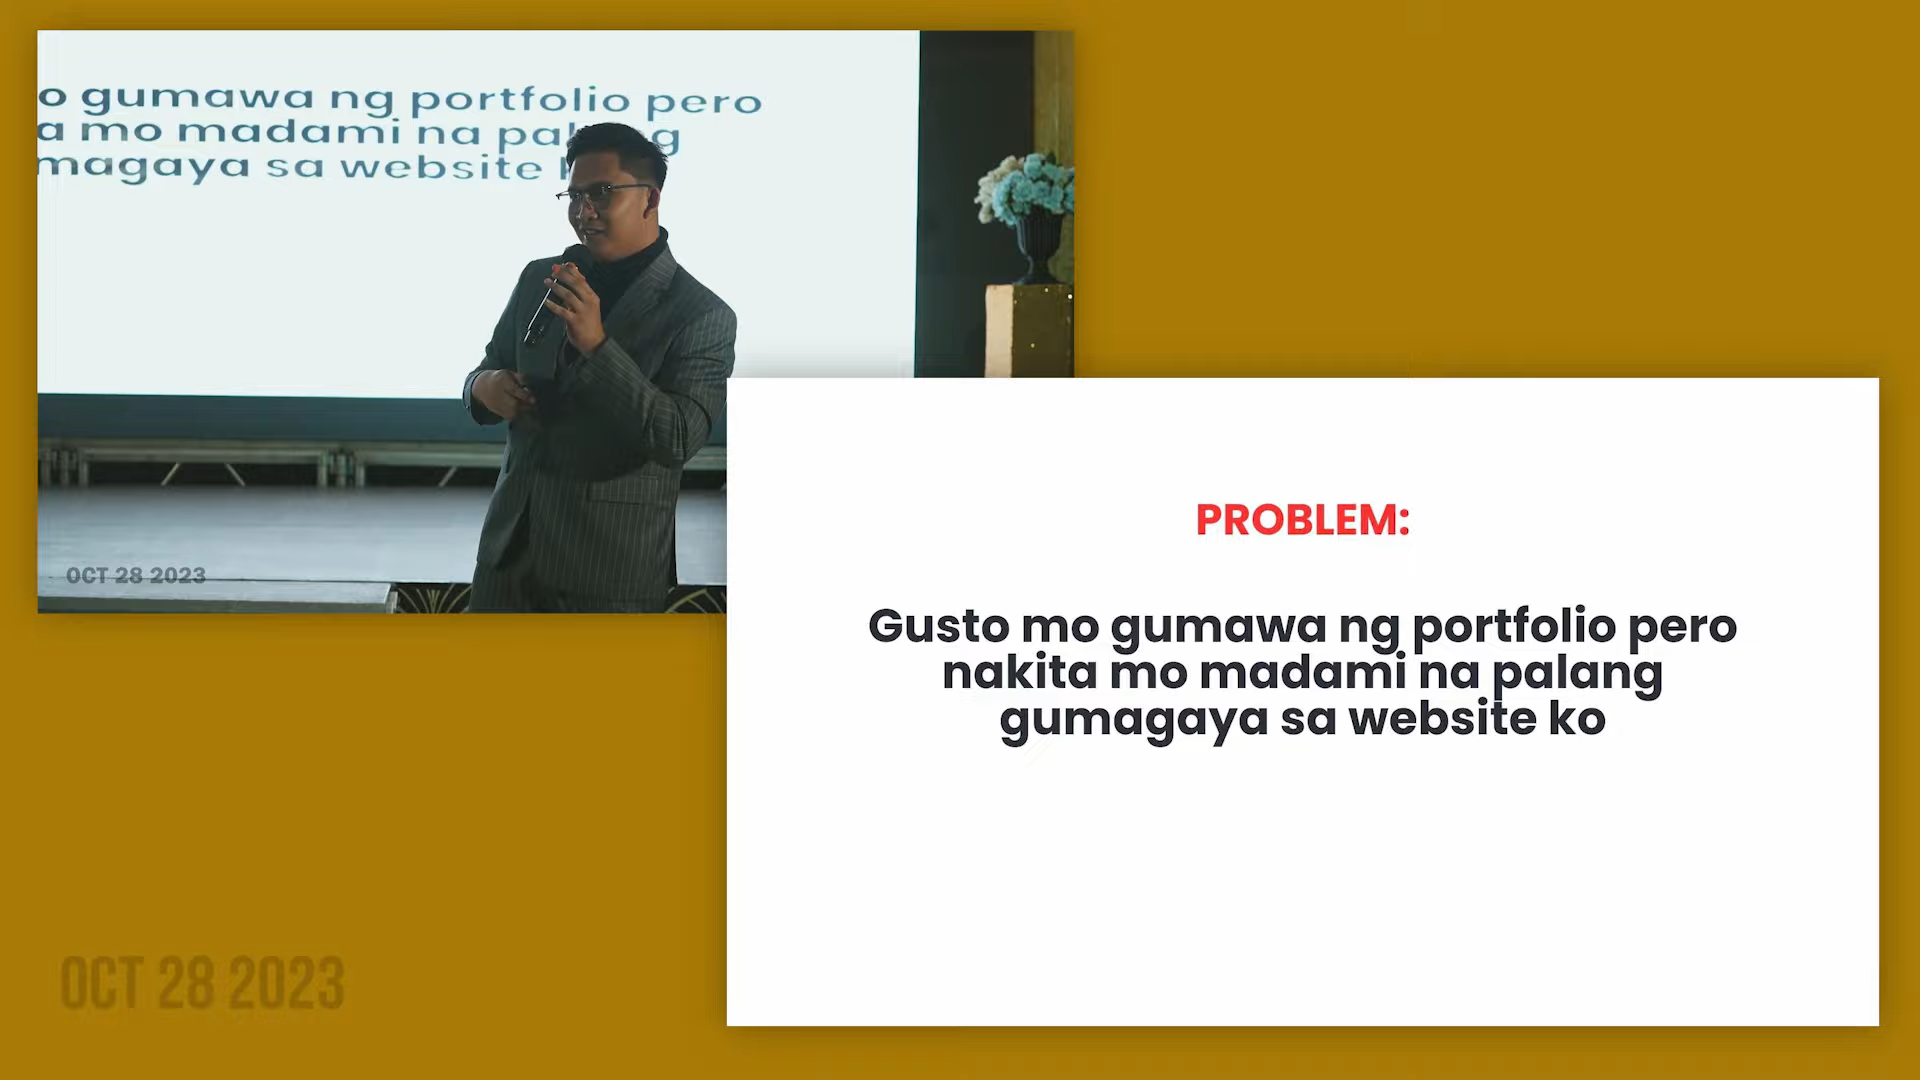 o gumawa ng portfolio pero
a mo madami na palang
magaya sa website
OCT 28 2023
PROBLEM:
Gusto mo gumawa ng portfolio pero
nakita mo madami na palang
gumagaya sa website ko
OCT 28 2023